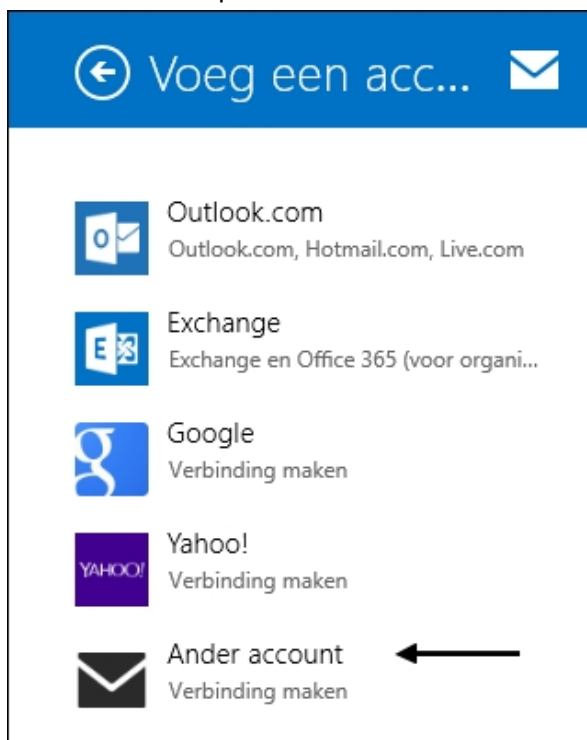 Voeg een acc...
Outlook.com
Outlook.com, Hotmail.com, Live.com
Exchange
Exchange en Office 365 (voor organi...
Google
Verbinding maken
YAHOO!
Yahoo!
Verbinding maken
Ander account
Verbinding maken